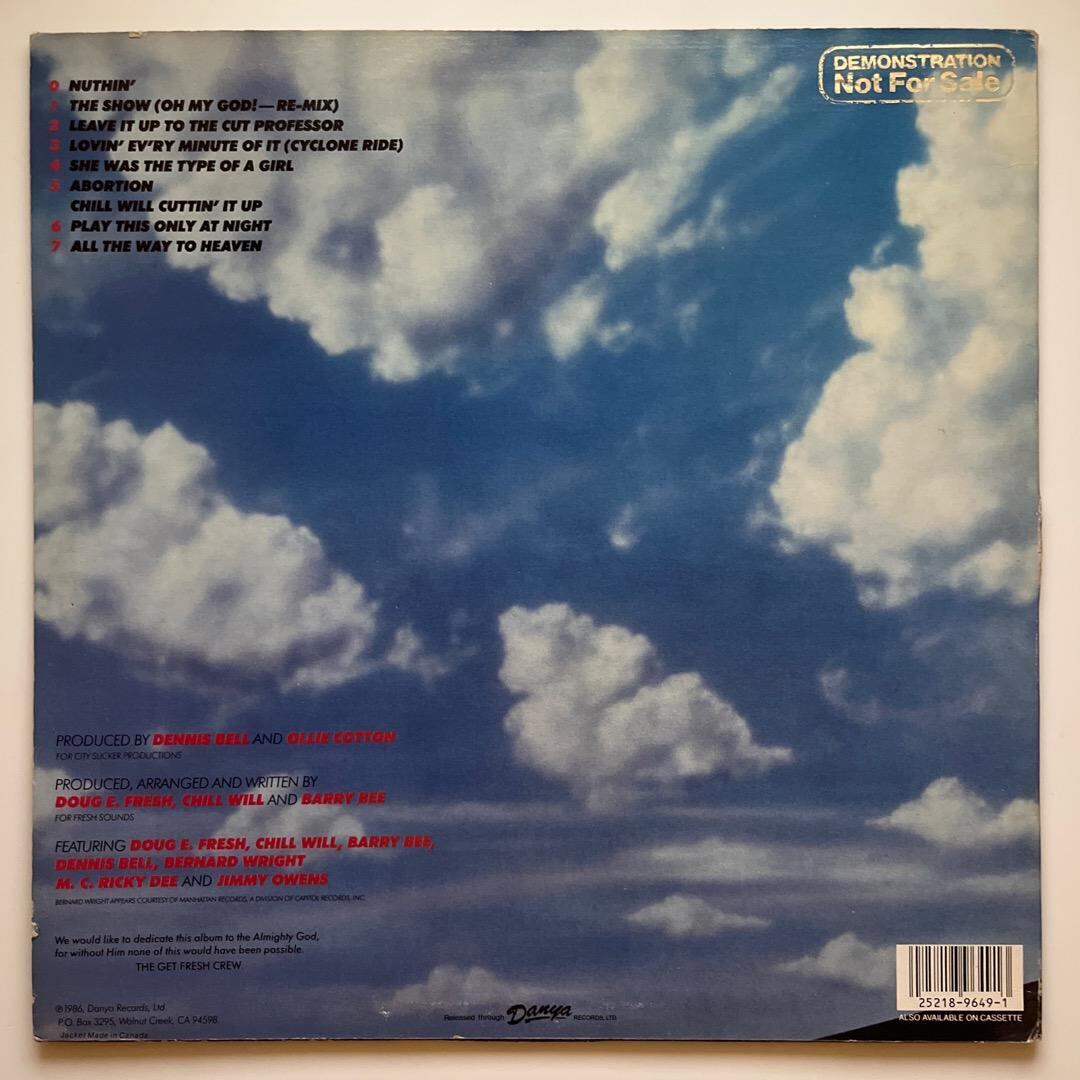 DEMONSTRATION
Not For Sale
0 NUTHIN'
1 THE SHOW (OH MY GOD!—RE-MIX)
2 LEAVE IT UP TO THE CUT PROFESSOR
3 LOVIN' EV'RY MINUTE OF IT (CYCLONE RIDE)
4 SHE WAS THE TYPE OF A GIRL
5 ABORTION
CHILL WILL CUTTIN' IT UP
6 PLAY THIS ONLY AT NIGHT
7 ALL THE WAY TO HEAVEN
PRODUCED BY DENNIS BELL AND OLLIE COTTON
FOR CITY SLICKER PRODUCTIONS
PRODUCED, ARRANGED AND WRITTEN BY
DOUG E. FRESH, CHILL WILL AND BARRY BEE
FOR FRESH SOUNDS
FEATURING DOUG E. FRESH, CHILL WILL, BARRY BEE,
DENNIS BELL, BERNARD WRIGHT
M. C. RICKY DEE AND JIMMY OWENS
BERNARD WRIGHT APPEARS COURTESY OF MANHATTAN RECORDS, A DIVISION OF CAPITOL RECORDS, INC.
We would like to dedicate this album to the Almighty God,
for without Him none of this would have been possible.
THE GET FRESH CREW
℗1986, Danya Records, Ltd.
P.O. Box 3295, Walnut Creek, CA 94598
Jacket Made in Canada
Released through Danya RECORDS, LTD.
25218-9649-1
ALSO AVAILABLE ON CASSETTE